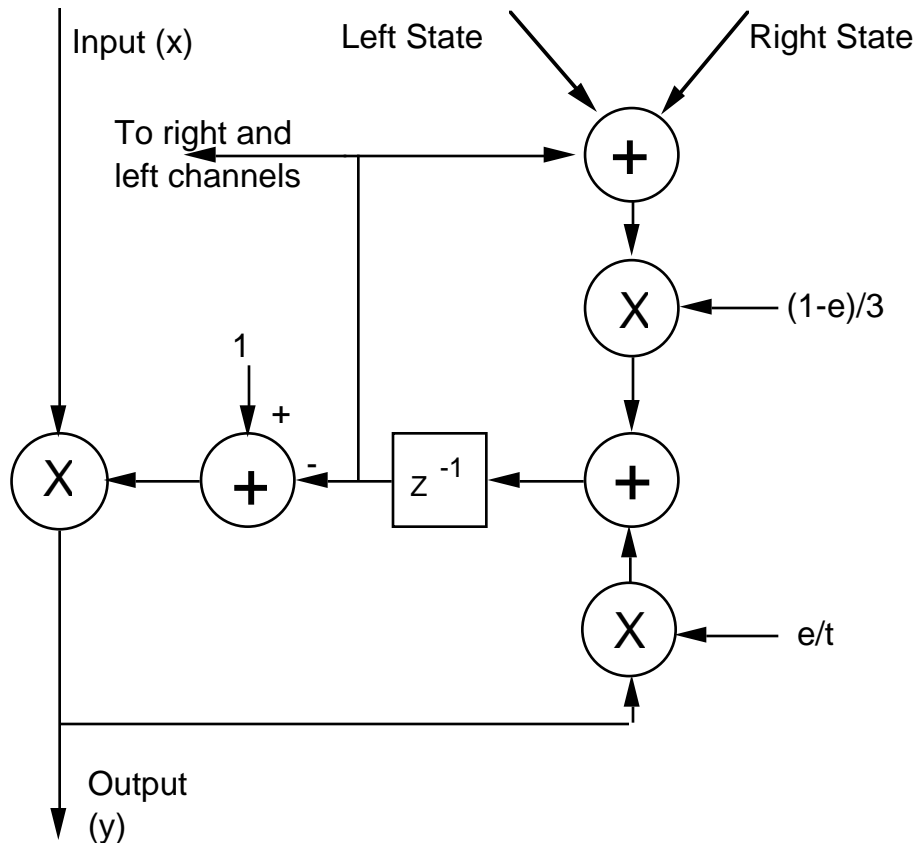 Input (x)
Left State
Right State
To right and
left channels
+
X
(1-e)/3
1
+
X
+
-
z -1
+
X
e/t
Output
(y)